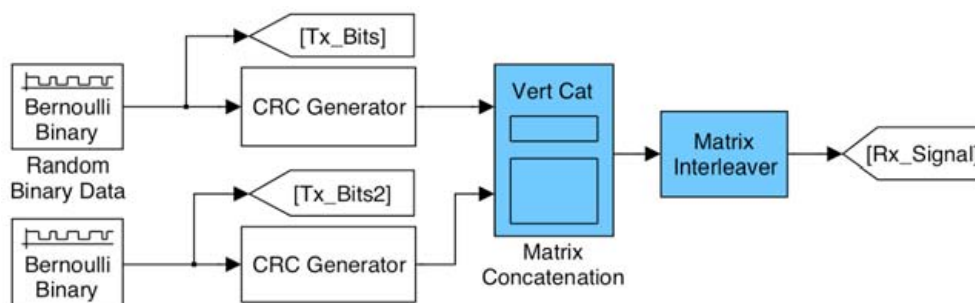 [Tx_Bits]
Bernoulli
Binary
Random
Binary Data
CRC Generator
Vert Cat
Matrix
Interleaver
[Rx_Signal]
[Tx_Bits2]
Bernoulli
Binary
CRC Generator
Matrix
Concatenation